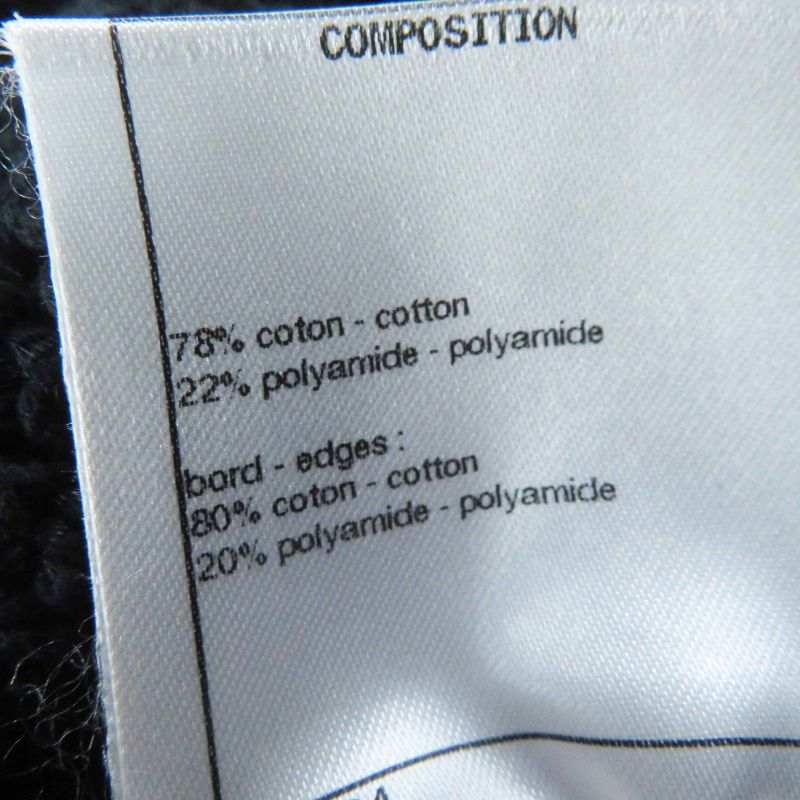 COMPOSITION
78% coton - cotton
22% polyamide - polyamide
bord - edges :
80% coton - cotton
20% polyamide - polyamide